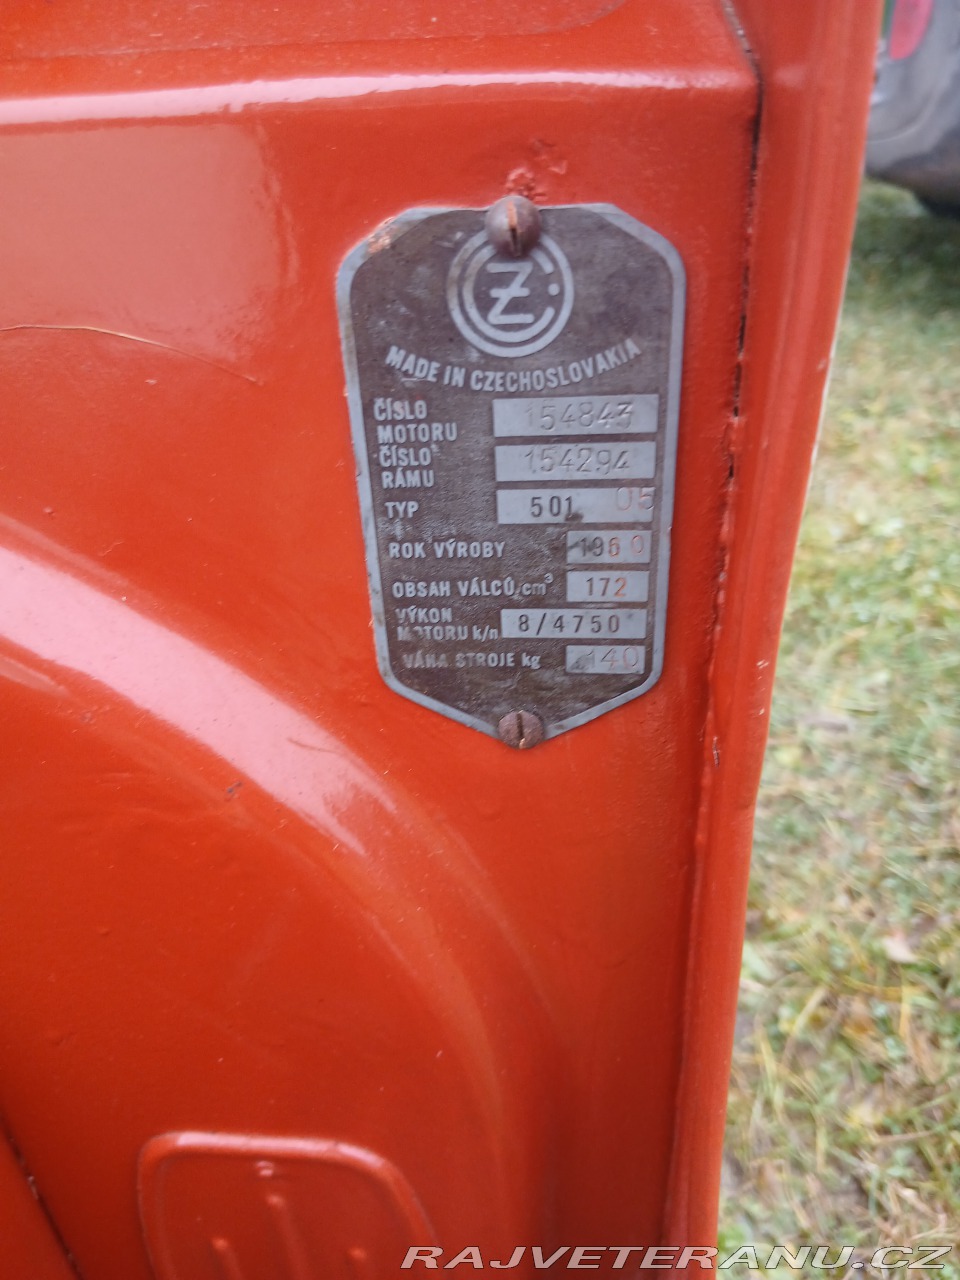 ČZ
MADE IN CZECHOSLOVAKIA
ČÍSLO MOTORU 154843
ČÍSLO RÁMU 154294
TYP 501 05
ROK VÝROBY 1960
OBSAH VÁLCŮ/cm³ 172
VÝKON MOTORU k/n 8/4750
VÁHA STROJE kg 140
RAJVETERANU.CZ